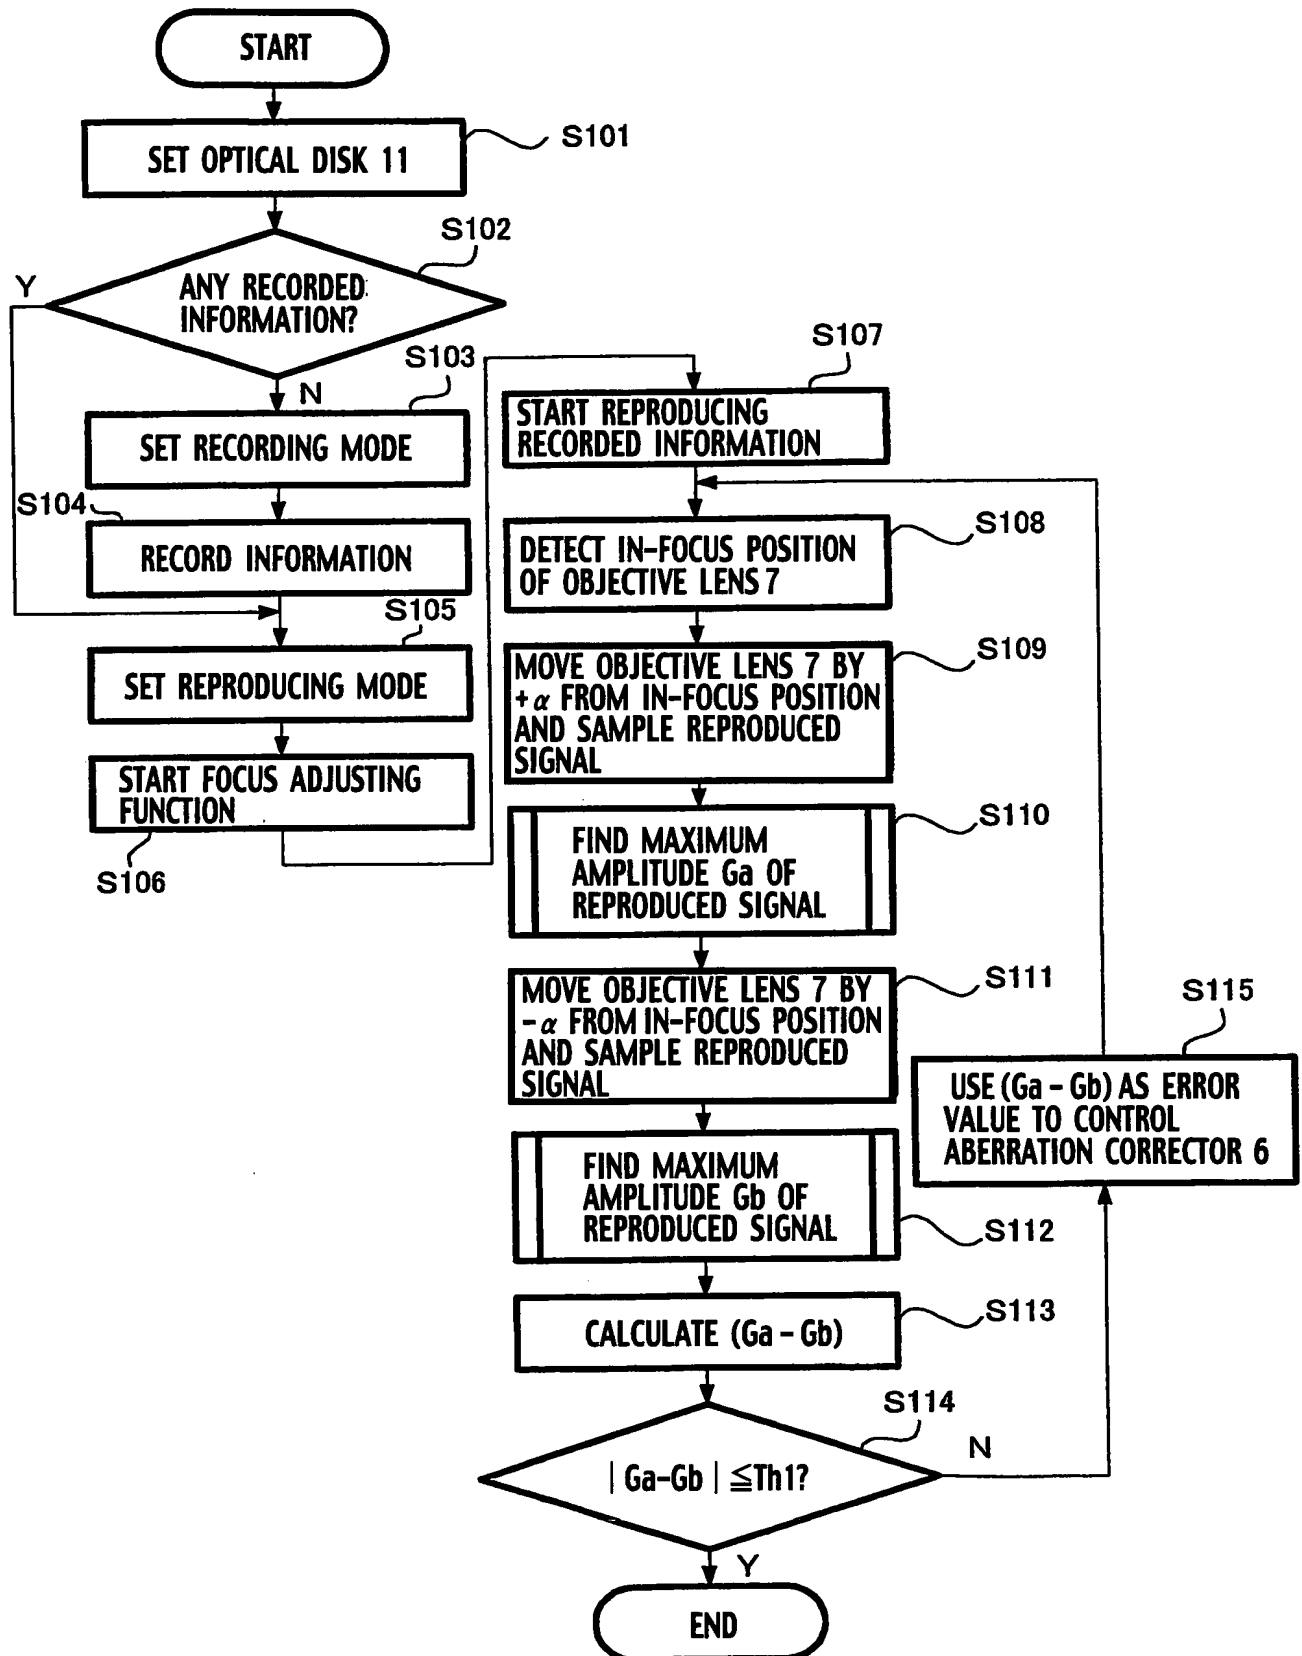 START
SET OPTICAL DISK 11
S101
S102
Y
ANY RECORDED
INFORMATION?
S103
N
SET RECORDING MODE
S104
RECORD INFORMATION
S105
SET REPRODUCING MODE
START FOCUS ADJUSTING
FUNCTION
S106
S107
START REPRODUCING
RECORDED INFORMATION
S108
DETECT IN-FOCUS POSITION
OF OBJECTIVE LENS 7
S109
MOVE OBJECTIVE LENS 7 BY
+α FROM IN-FOCUS POSITION
AND SAMPLE REPRODUCED
SIGNAL
S110
FIND MAXIMUM
AMPLITUDE Ga OF
REPRODUCED SIGNAL
S111
MOVE OBJECTIVE LENS 7 BY
-α FROM IN-FOCUS POSITION
AND SAMPLE REPRODUCED
SIGNAL
FIND MAXIMUM
AMPLITUDE Gb OF
REPRODUCED SIGNAL
S112
S113
CALCULATE (Ga - Gb)
S114
| Ga-Gb | ≦Th1?
N
S115
USE (Ga - Gb) AS ERROR
VALUE TO CONTROL
ABERRATION CORRECTOR 6
Y
END